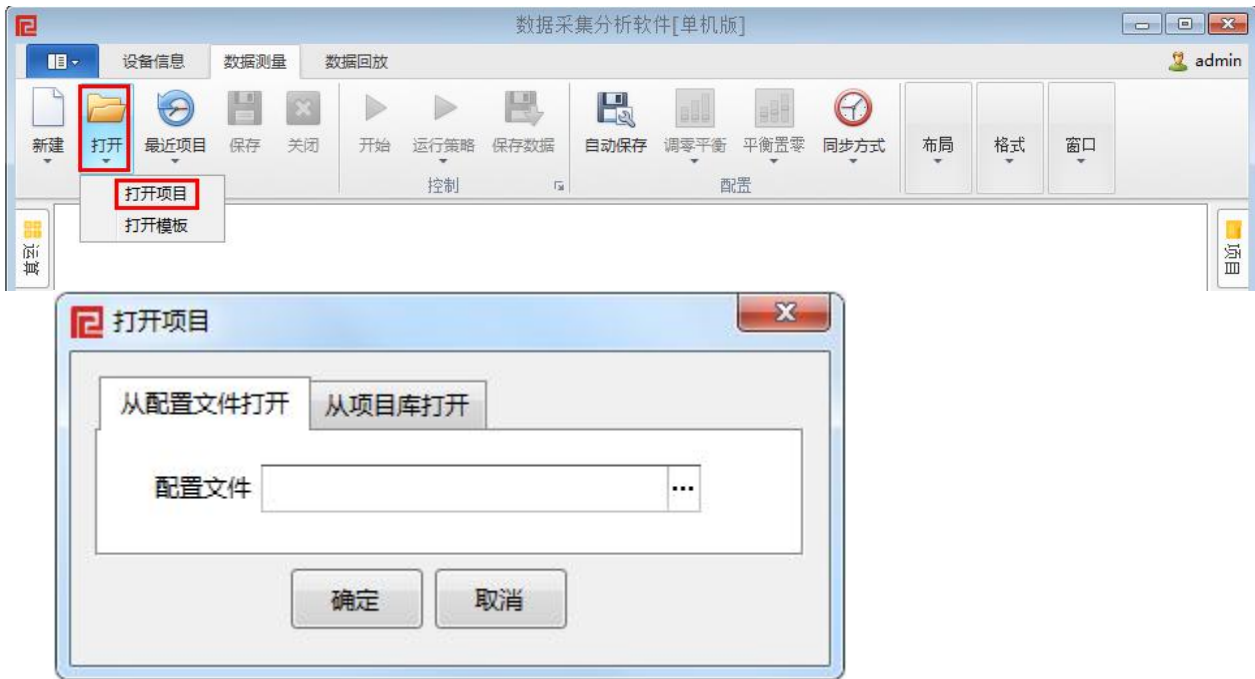 数据采集分析软件[单机版]
设备信息 数据测量 数据回放 admin
新建 打开 最近项目 保存 关闭 开始 运行策略 保存数据 自动保存 调零平衡 平衡置零 同步方式 布局 格式 窗口
控制 配置
打开项目
打开模板
运算
项目
打开项目
从配置文件打开 从项目库打开
配置文件 ...
确定 取消